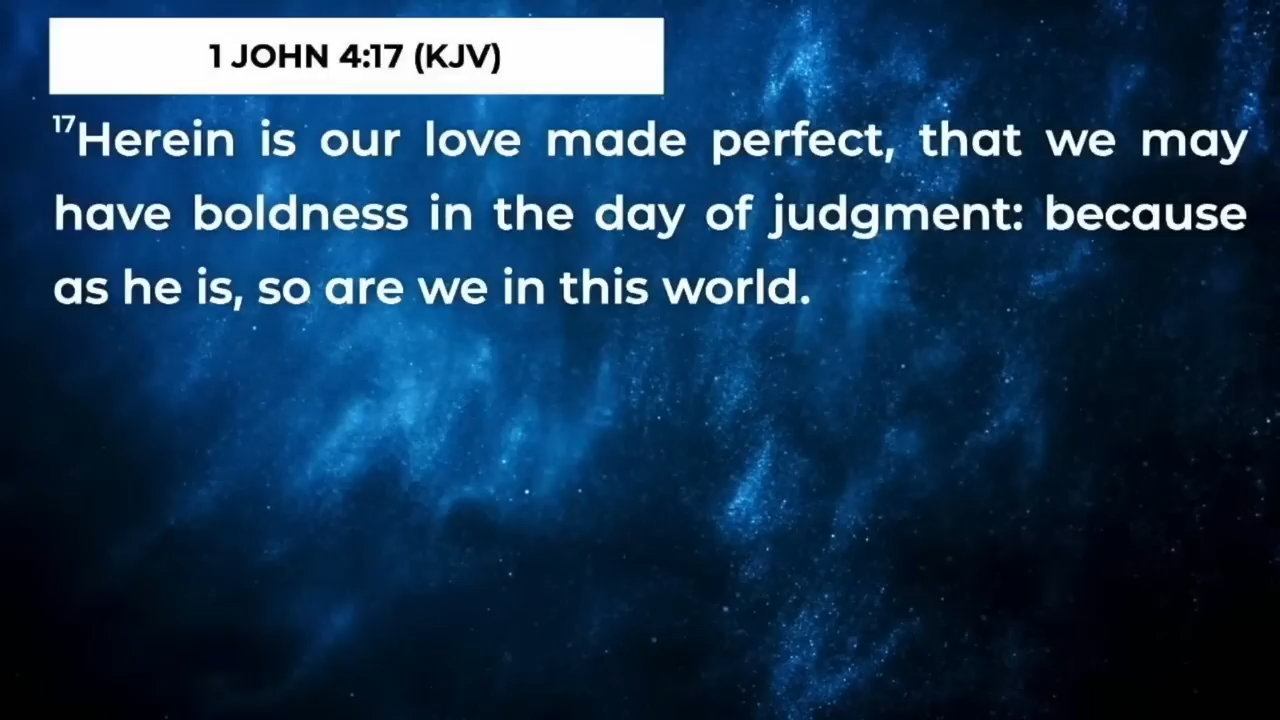 1 JOHN 4:17 (KJV)
17Herein is our love made perfect, that we may
have boldness in the day of judgment: because
as he is, so are we in this world.